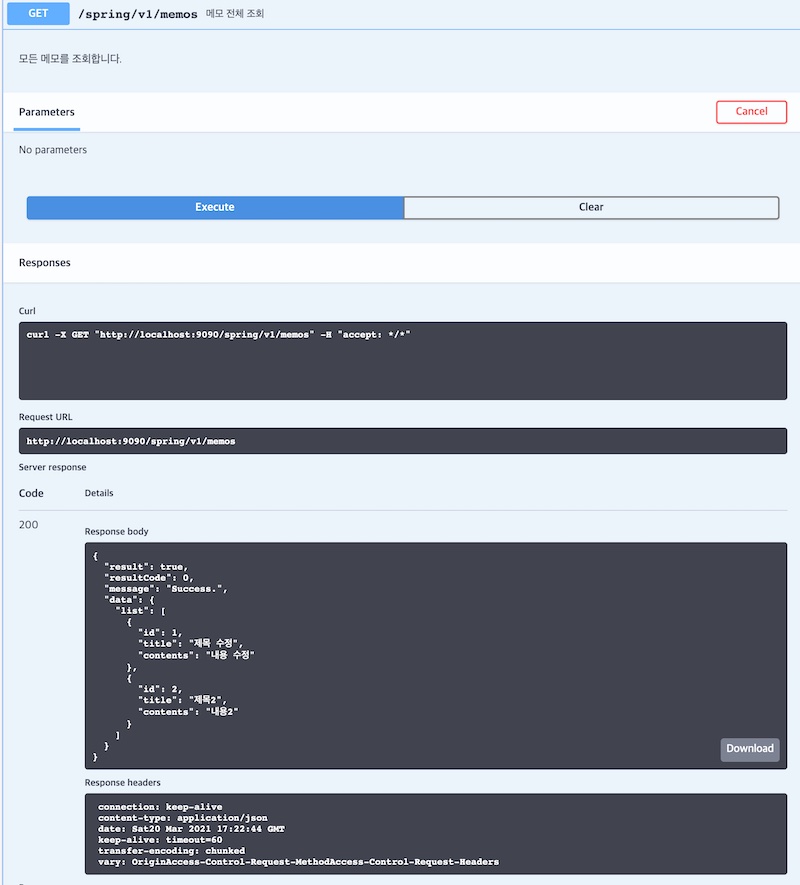 GET /spring/v1/memos 메모 전체 조회
모든 메모를 조회합니다.
Parameters Cancel
No parameters
Execute Clear
Responses
Curl
curl -X GET "http://localhost:9090/spring/v1/memos" -H "accept: */*"
Request URL
http://localhost:9090/spring/v1/memos
Server response
Code Details
200
Response body
{
  "result": true,
  "resultCode": 0,
  "message": "Success.",
  "data": {
    "list": [
      {
        "id": 1,
        "title": "제목 수정",
        "contents": "내용 수정"
      },
      {
        "id": 2,
        "title": "제목2",
        "contents": "내용2"
      }
    ]
  }
}
Download
Response headers
connection: keep-alive
content-type: application/json
date: Sat20 Mar 2021 17:22:44 GMT
keep-alive: timeout=60
transfer-encoding: chunked
vary: OriginAccess-Control-Request-MethodAccess-Control-Request-Headers